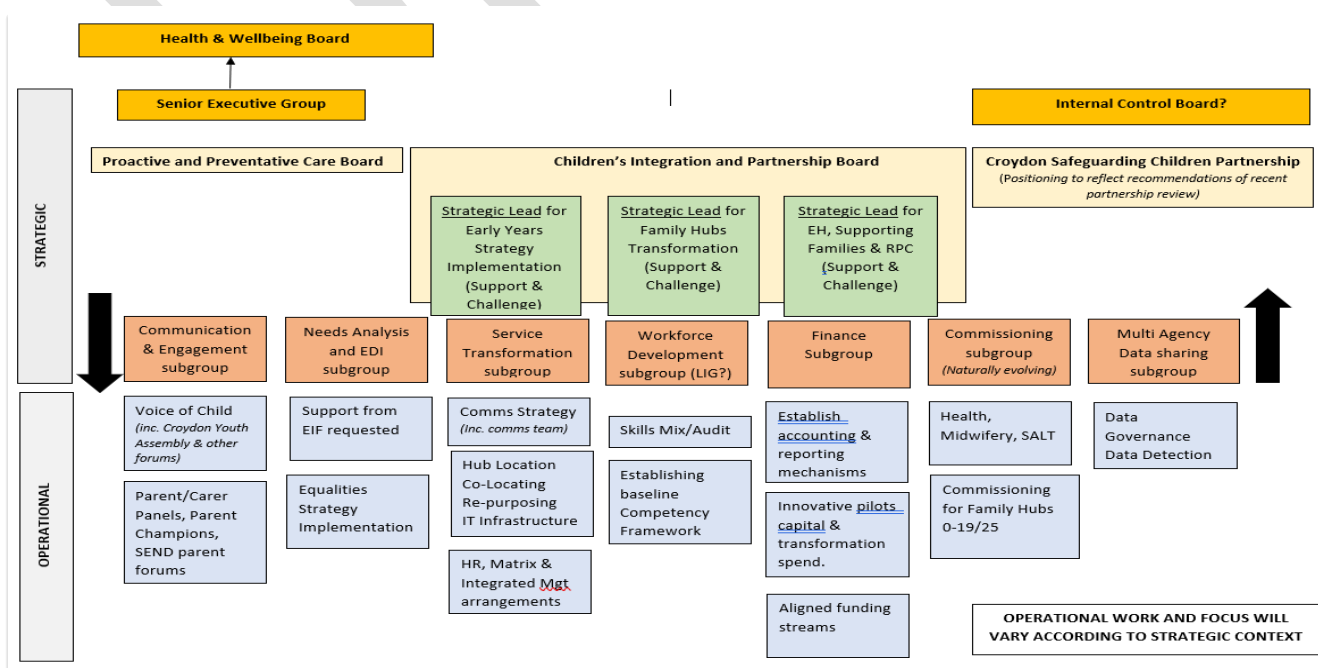 Health & Wellbeing Board
Senior Executive Group
Internal Control Board?
STRATEGIC
Proactive and Preventative Care Board
Children's Integration and Partnership Board
Croydon Safeguarding Children Partnership
(Positioning to reflect recommendations of recent
partnership review)
Strategic Lead for
Early Years
Strategy
Implementation
(Support &
Challenge)
Strategic Lead for
Family Hubs
Transformation
(Support &
Challenge)
Strategic Lead for
EH, Supporting
Families & RPC
(Support &
Challenge)
Communication
& Engagement
subgroup
Needs Analysis
and EDI
subgroup
Service
Transformation
subgroup
Workforce
Development
subgroup (LIG?)
Finance
Subgroup
Commissioning
subgroup
(Naturally evolving)
Multi Agency
Data sharing
subgroup
OPERATIONAL
Voice of Child
(inc. Croydon Youth
Assembly & other
forums)
Parent/Carer
Panels, Parent
Champions,
SEND parent
forums
Support from
EIF requested
Equalities
Strategy
Implementation
Comms Strategy
(Inc. comms team)
Hub Location
Co-Locating
Re-purposing
IT Infrastructure
HR, Matrix &
Integrated Mgt
arrangements
Skills Mix/Audit
Establishing
baseline
Competency
Framework
Establish
accounting &
reporting
mechanisms
Innovative pilots
capital &
transformation
spend.
Aligned funding
streams
Health,
Midwifery, SALT
Commissioning
for Family Hubs
0-19/25
Data
Governance
Data Detection
OPERATIONAL WORK AND FOCUS WILL
VARY ACCORDING TO STRATEGIC CONTEXT